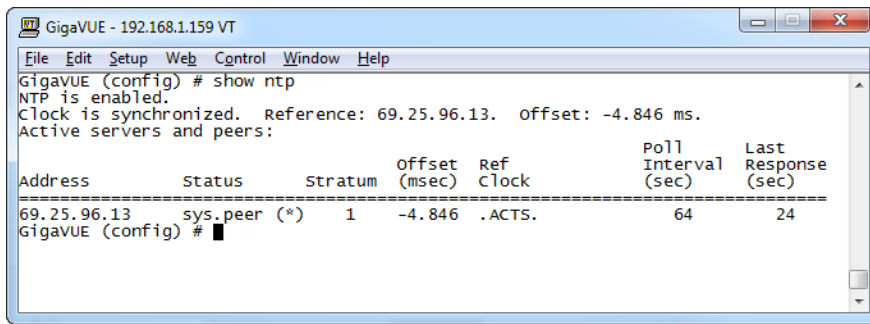 GigaVUE - 192.168.1.159 VT
File Edit Setup Web Control Window Help
GigaVUE (config) # show ntp
NTP is enabled.
Clock is synchronized. Reference: 69.25.96.13. Offset: -4.846 ms.
Active servers and peers:
Poll Last
Offset Ref Interval Response
Address Status Stratum (msec) Clock (sec) (sec)
================================================================================
69.25.96.13 sys.peer (*) 1 -4.846 .ACTS. 64 24
GigaVUE (config) #